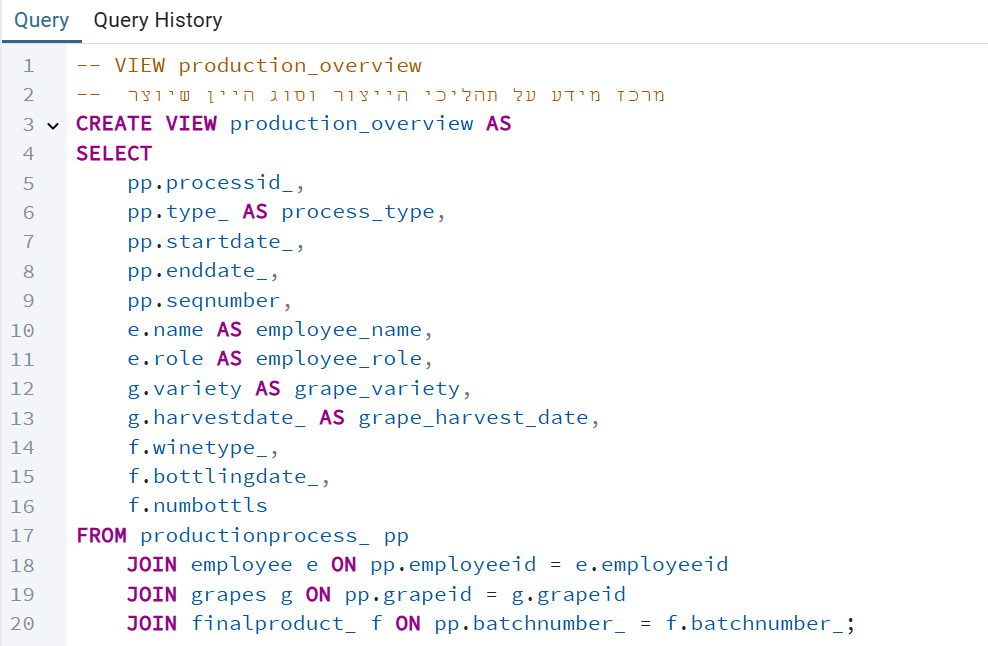 Query Query History
1 -- VIEW production_overview
2 -- מרכז מידע על תהליכי הייצור וסוג היין שיוצר
3 CREATE VIEW production_overview AS
4 SELECT
5 pp.processid_,
6 pp.type_ AS process_type,
7 pp.startdate_,
8 pp.enddate_,
9 pp.seqnumber,
10 e.name AS employee_name,
11 e.role AS employee_role,
12 g.variety AS grape_variety,
13 g.harvestdate_ AS grape_harvest_date,
14 f.winetype_,
15 f.bottlingdate_,
16 f.numbottls
17 FROM productionprocess_ pp
18 JOIN employee e ON pp.employeeid = e.employeeid
19 JOIN grapes g ON pp.grapeid = g.grapeid
20 JOIN finalproduct_ f ON pp.batchnumber_ = f.batchnumber_;